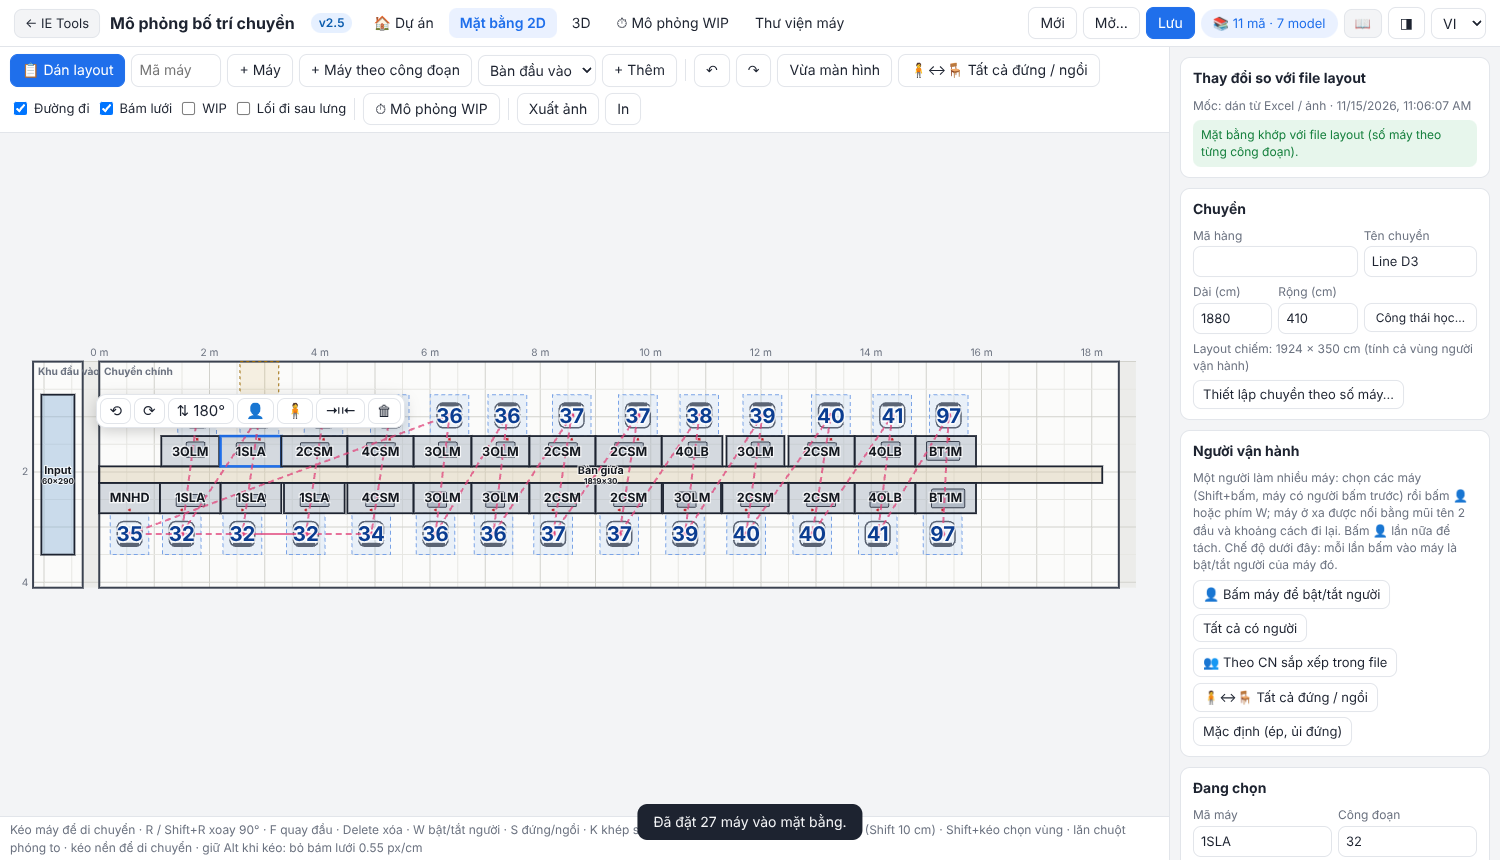 ← IE Tools Mô phỏng bố trí chuyền v2.5 Dự án Mặt bằng 2D 3D Mô phỏng WIP Thư viện máy Mới Mở... Lưu 11 mã · 7 model VI
Dán layout Mã máy + Máy + Máy theo công đoạn Bàn đầu vào + Thêm ↶ ↷ Vừa màn hình Tất cả đứng / ngồi
Đường đi Bám lưới WIP Lối đi sau lưng Mô phỏng WIP Xuất ảnh In
0 m 2 m 4 m 6 m 8 m 10 m 12 m 14 m 16 m 18 m
Khu đầu vào Chuyền chính
⟲ ⟳ ⇅ 180°
36 36 37 37 38 39 40 41 97
3OLM 1SLA 2CSM 4CSM 3OLM 3OLM 2CSM 2CSM 4OLB 3OLM 2CSM 4OLB BT1M
2
Input
60×290
Bàn giữa
1819×30
MNHD 1SLA 1SLA 1SLA 4CSM 3OLM 3OLM 2CSM 2CSM 3OLM 2CSM 2CSM 4OLB BT1M
35 32 32 32 34 36 36 37 37 39 40 40 41 97
4
Đã đặt 27 máy vào mặt bằng.
Kéo máy để di chuyển · R / Shift+R xoay 90° · F quay đầu · Delete xóa · W bật/tắt người · S đứng/ngồi · K khép s (Shift 10 cm) · Shift+kéo chọn vùng · lăn chuột
phóng to · kéo nền để di chuyển · giữ Alt khi kéo: bỏ bám lưới 0.55 px/cm
Thay đổi so với file layout
Mốc: dán từ Excel / ảnh · 11/15/2026, 11:06:07 AM
Mặt bằng khớp với file layout (số máy theo
từng công đoạn).
Chuyền
Mã hàng Tên chuyền
Line D3
Dài (cm) Rộng (cm)
1880 410 Công thái học...
Layout chiếm: 1924 × 350 cm (tính cả vùng người
vận hành)
Thiết lập chuyền theo số máy...
Người vận hành
Một người làm nhiều máy: chọn các máy
(Shift+bấm, máy có người bấm trước) rồi bấm
hoặc phím W; máy ở xa được nối bằng mũi tên 2
đầu và khoảng cách đi lại. Bấm lần nữa để
tách. Chế độ dưới đây: mỗi lần bấm vào máy là
bật/tắt người của máy đó.
Bấm máy để bật/tắt người
Tất cả có người
Theo CN sắp xếp trong file
Tất cả đứng / ngồi
Mặc định (ép, ủi đứng)
Đang chọn
Mã máy Công đoạn
1SLA 32